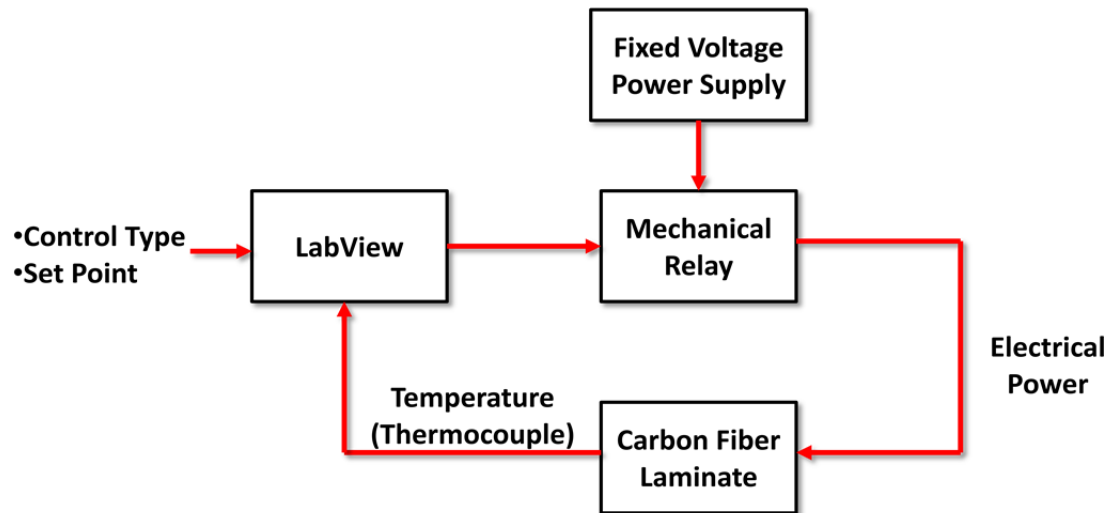 Fixed Voltage
Power Supply
•Control Type
•Set Point
LabView
Mechanical
Relay
Electrical
Power
Temperature
(Thermocouple)
Carbon Fiber
Laminate